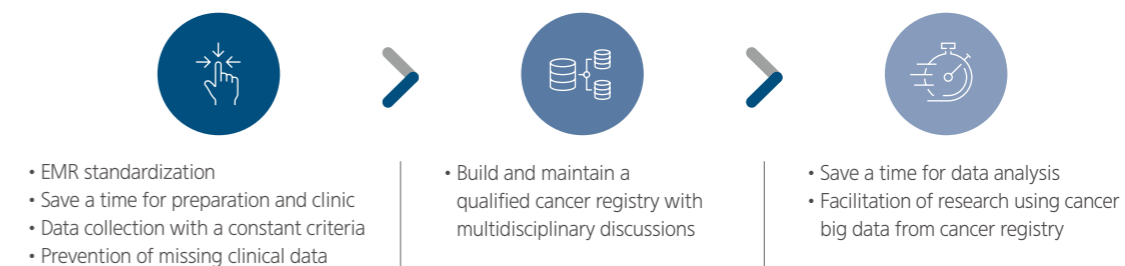 • EMR standardization
• Save a time for preparation and clinic
• Data collection with a constant criteria
• Prevention of missing clinical data
• Build and maintain a
qualified cancer registry with
multidisciplinary discussions
• Save a time for data analysis
• Facilitation of research using cancer
big data from cancer registry